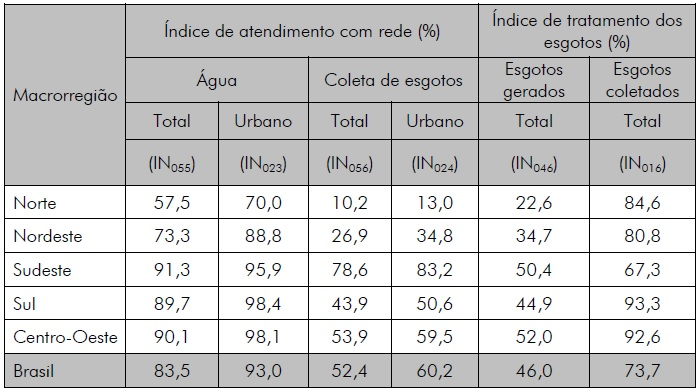 Macrorregião
Índice de atendimento com rede (%)
Índice de tratamento dos esgotos (%)
Água
Coleta de esgotos
Esgotos gerados
Esgotos coletados
Total Urbano Total Urbano Total Total
(IN055) (IN023) (IN056) (IN024) (IN046) (IN016)
Norte 57,5 70,0 10,2 13,0 22,6 84,6
Nordeste 73,3 88,8 26,9 34,8 34,7 80,8
Sudeste 91,3 95,9 78,6 83,2 50,4 67,3
Sul 89,7 98,4 43,9 50,6 44,9 93,3
Centro-Oeste 90,1 98,1 53,9 59,5 52,0 92,6
Brasil 83,5 93,0 52,4 60,2 46,0 73,7